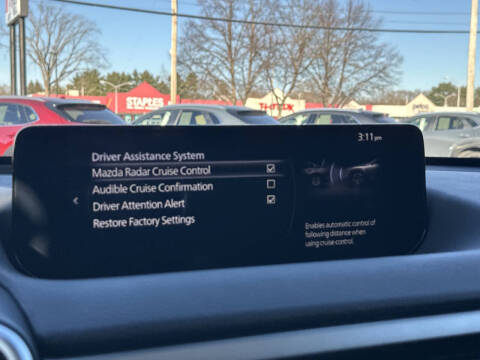 STAPLES
petco
3:11 pm
Driver Assistance System
Mazda Radar Cruise Control
Audible Cruise Confirmation
Driver Attention Alert
Restore Factory Settings
Enables automatic control of
following distance when
using cruise control.